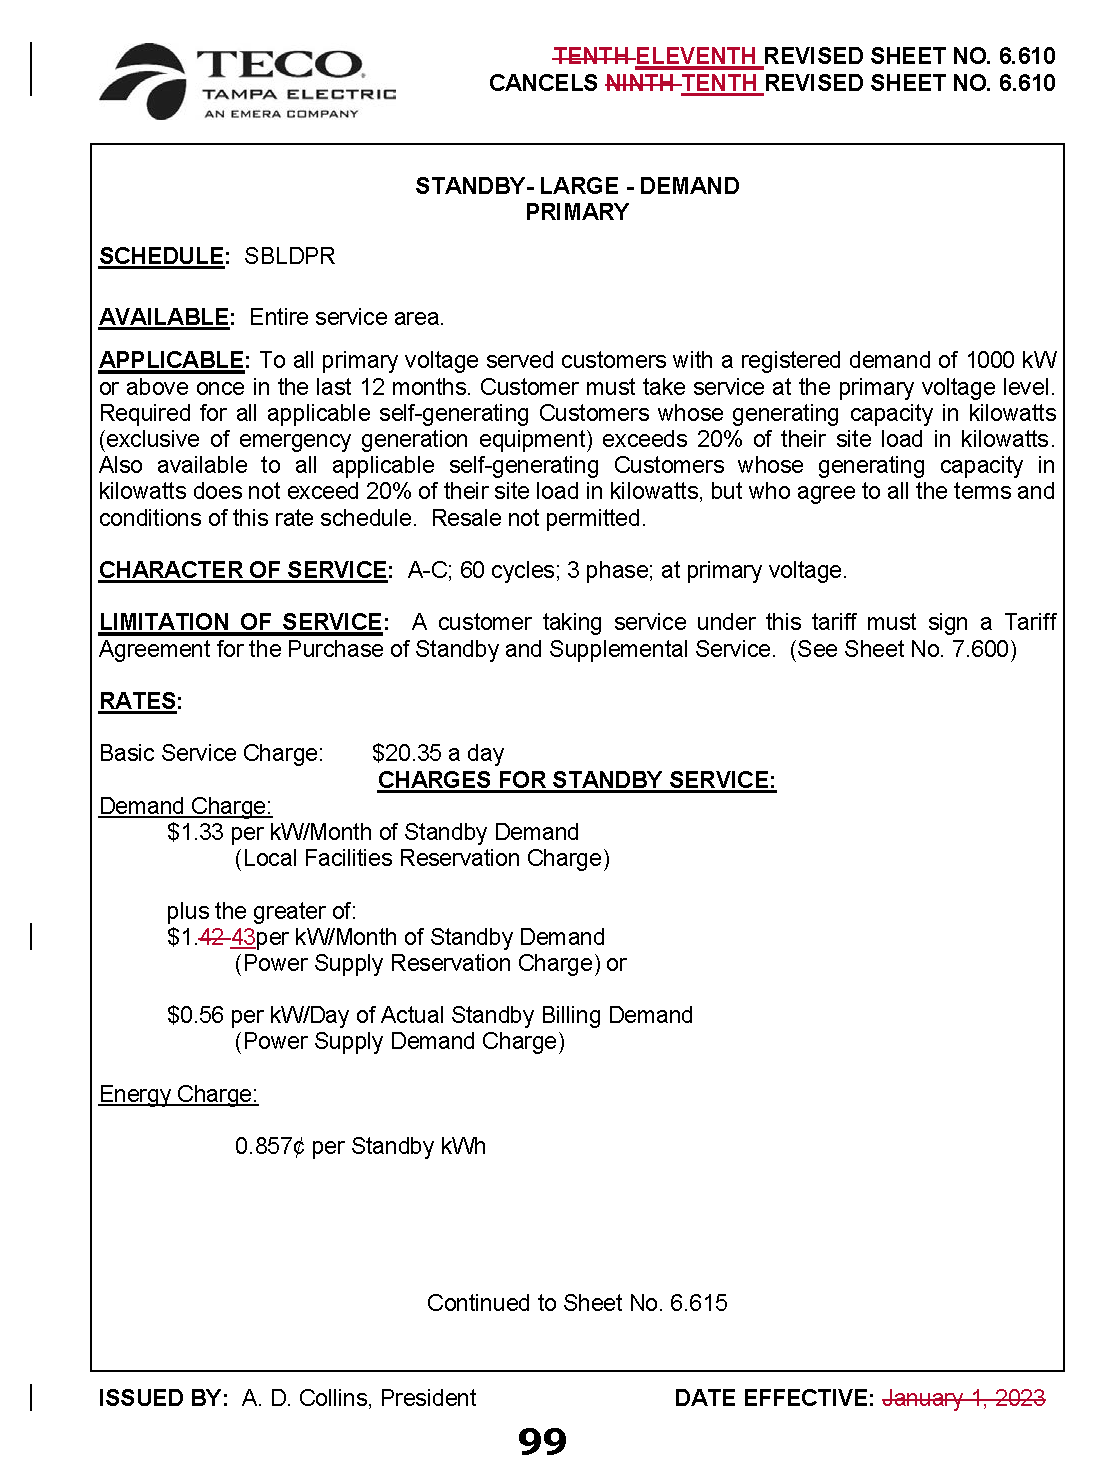 TECO.
TAMPA ELECTRIC
AN EMERA COMPANY
TENTH ELEVENTH REVISED SHEET NO. 6.610
CANCELS NINTH TENTH REVISED SHEET NO. 6.610
STANDBY- LARGE - DEMAND
PRIMARY
SCHEDULE: SBLDPR
AVAILABLE: Entire service area.
APPLICABLE: To all primary voltage served customers with a registered demand of 1000 kW
or above once in the last 12 months. Customer must take service at the primary voltage level.
Required for all applicable self-generating Customers whose generating capacity in kilowatts
(exclusive of emergency generation equipment) exceeds 20% of their site load in kilowatts.
Also available to all applicable self-generating Customers whose generating capacity in
kilowatts does not exceed 20% of their site load in kilowatts, but who agree to all the terms and
conditions of this rate schedule. Resale not permitted.
CHARACTER OF SERVICE: A-C; 60 cycles; 3 phase; at primary voltage.
LIMITATION OF SERVICE: A customer taking service under this tariff must sign a Tariff
Agreement for the Purchase of Standby and Supplemental Service. (See Sheet No. 7.600)
RATES:
Basic Service Charge: $20.35 a day
CHARGES FOR STANDBY SERVICE:
Demand Charge:
$1.33 per kW/Month of Standby Demand
(Local Facilities Reservation Charge)
plus the greater of:
$1.42 43per kW/Month of Standby Demand
(Power Supply Reservation Charge) or
$0.56 per kW/Day of Actual Standby Billing Demand
(Power Supply Demand Charge)
Energy Charge:
0.857¢ per Standby kWh
Continued to Sheet No. 6.615
ISSUED BY: A. D. Collins, President DATE EFFECTIVE: January 1, 2023
99